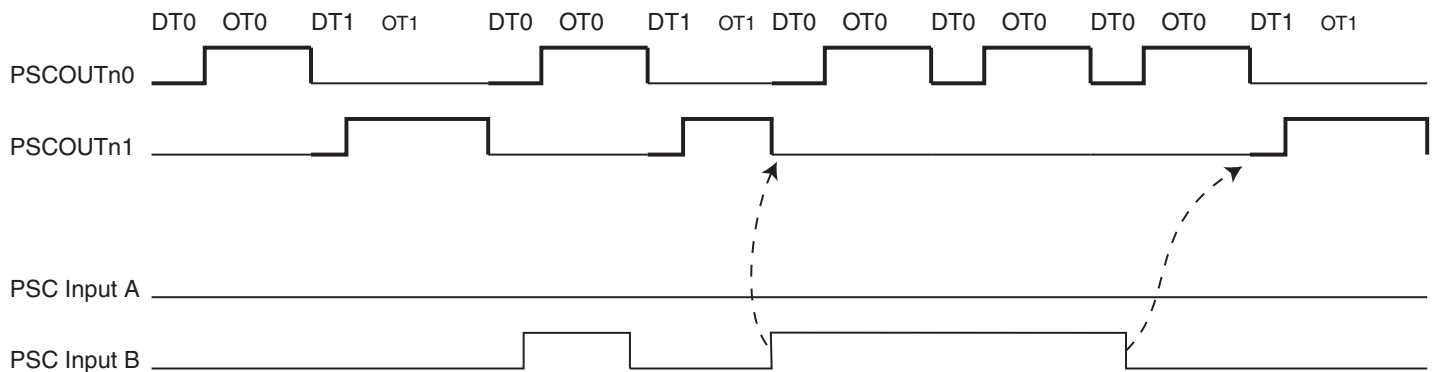 DT0 OT0 DT1 OT1 DT0 OT0 DT1 OT1 DT0 OT0 DT0 OT0 DT0 OT0 DT1 OT1
PSCOUTn0
PSCOUTn1
PSC Input A
PSC Input B